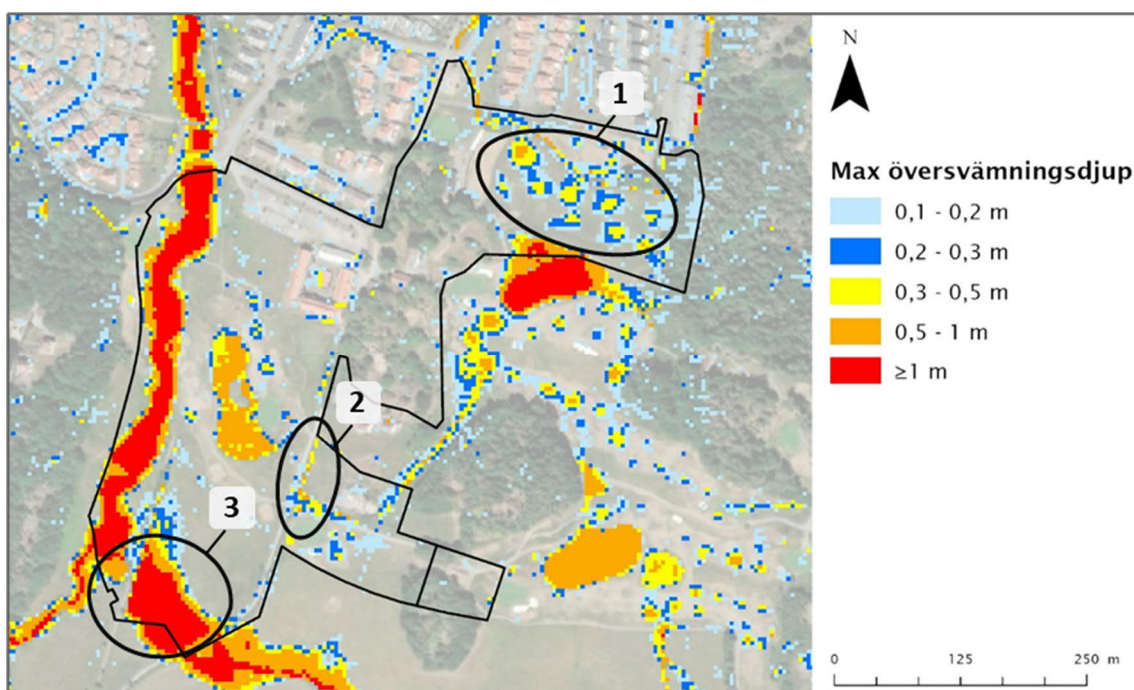 1
2
3
N
Max översvämningsdjup
0,1 - 0,2 m
0,2 - 0,3 m
0,3 - 0,5 m
0,5 - 1 m
≥1 m
0 125 250 m